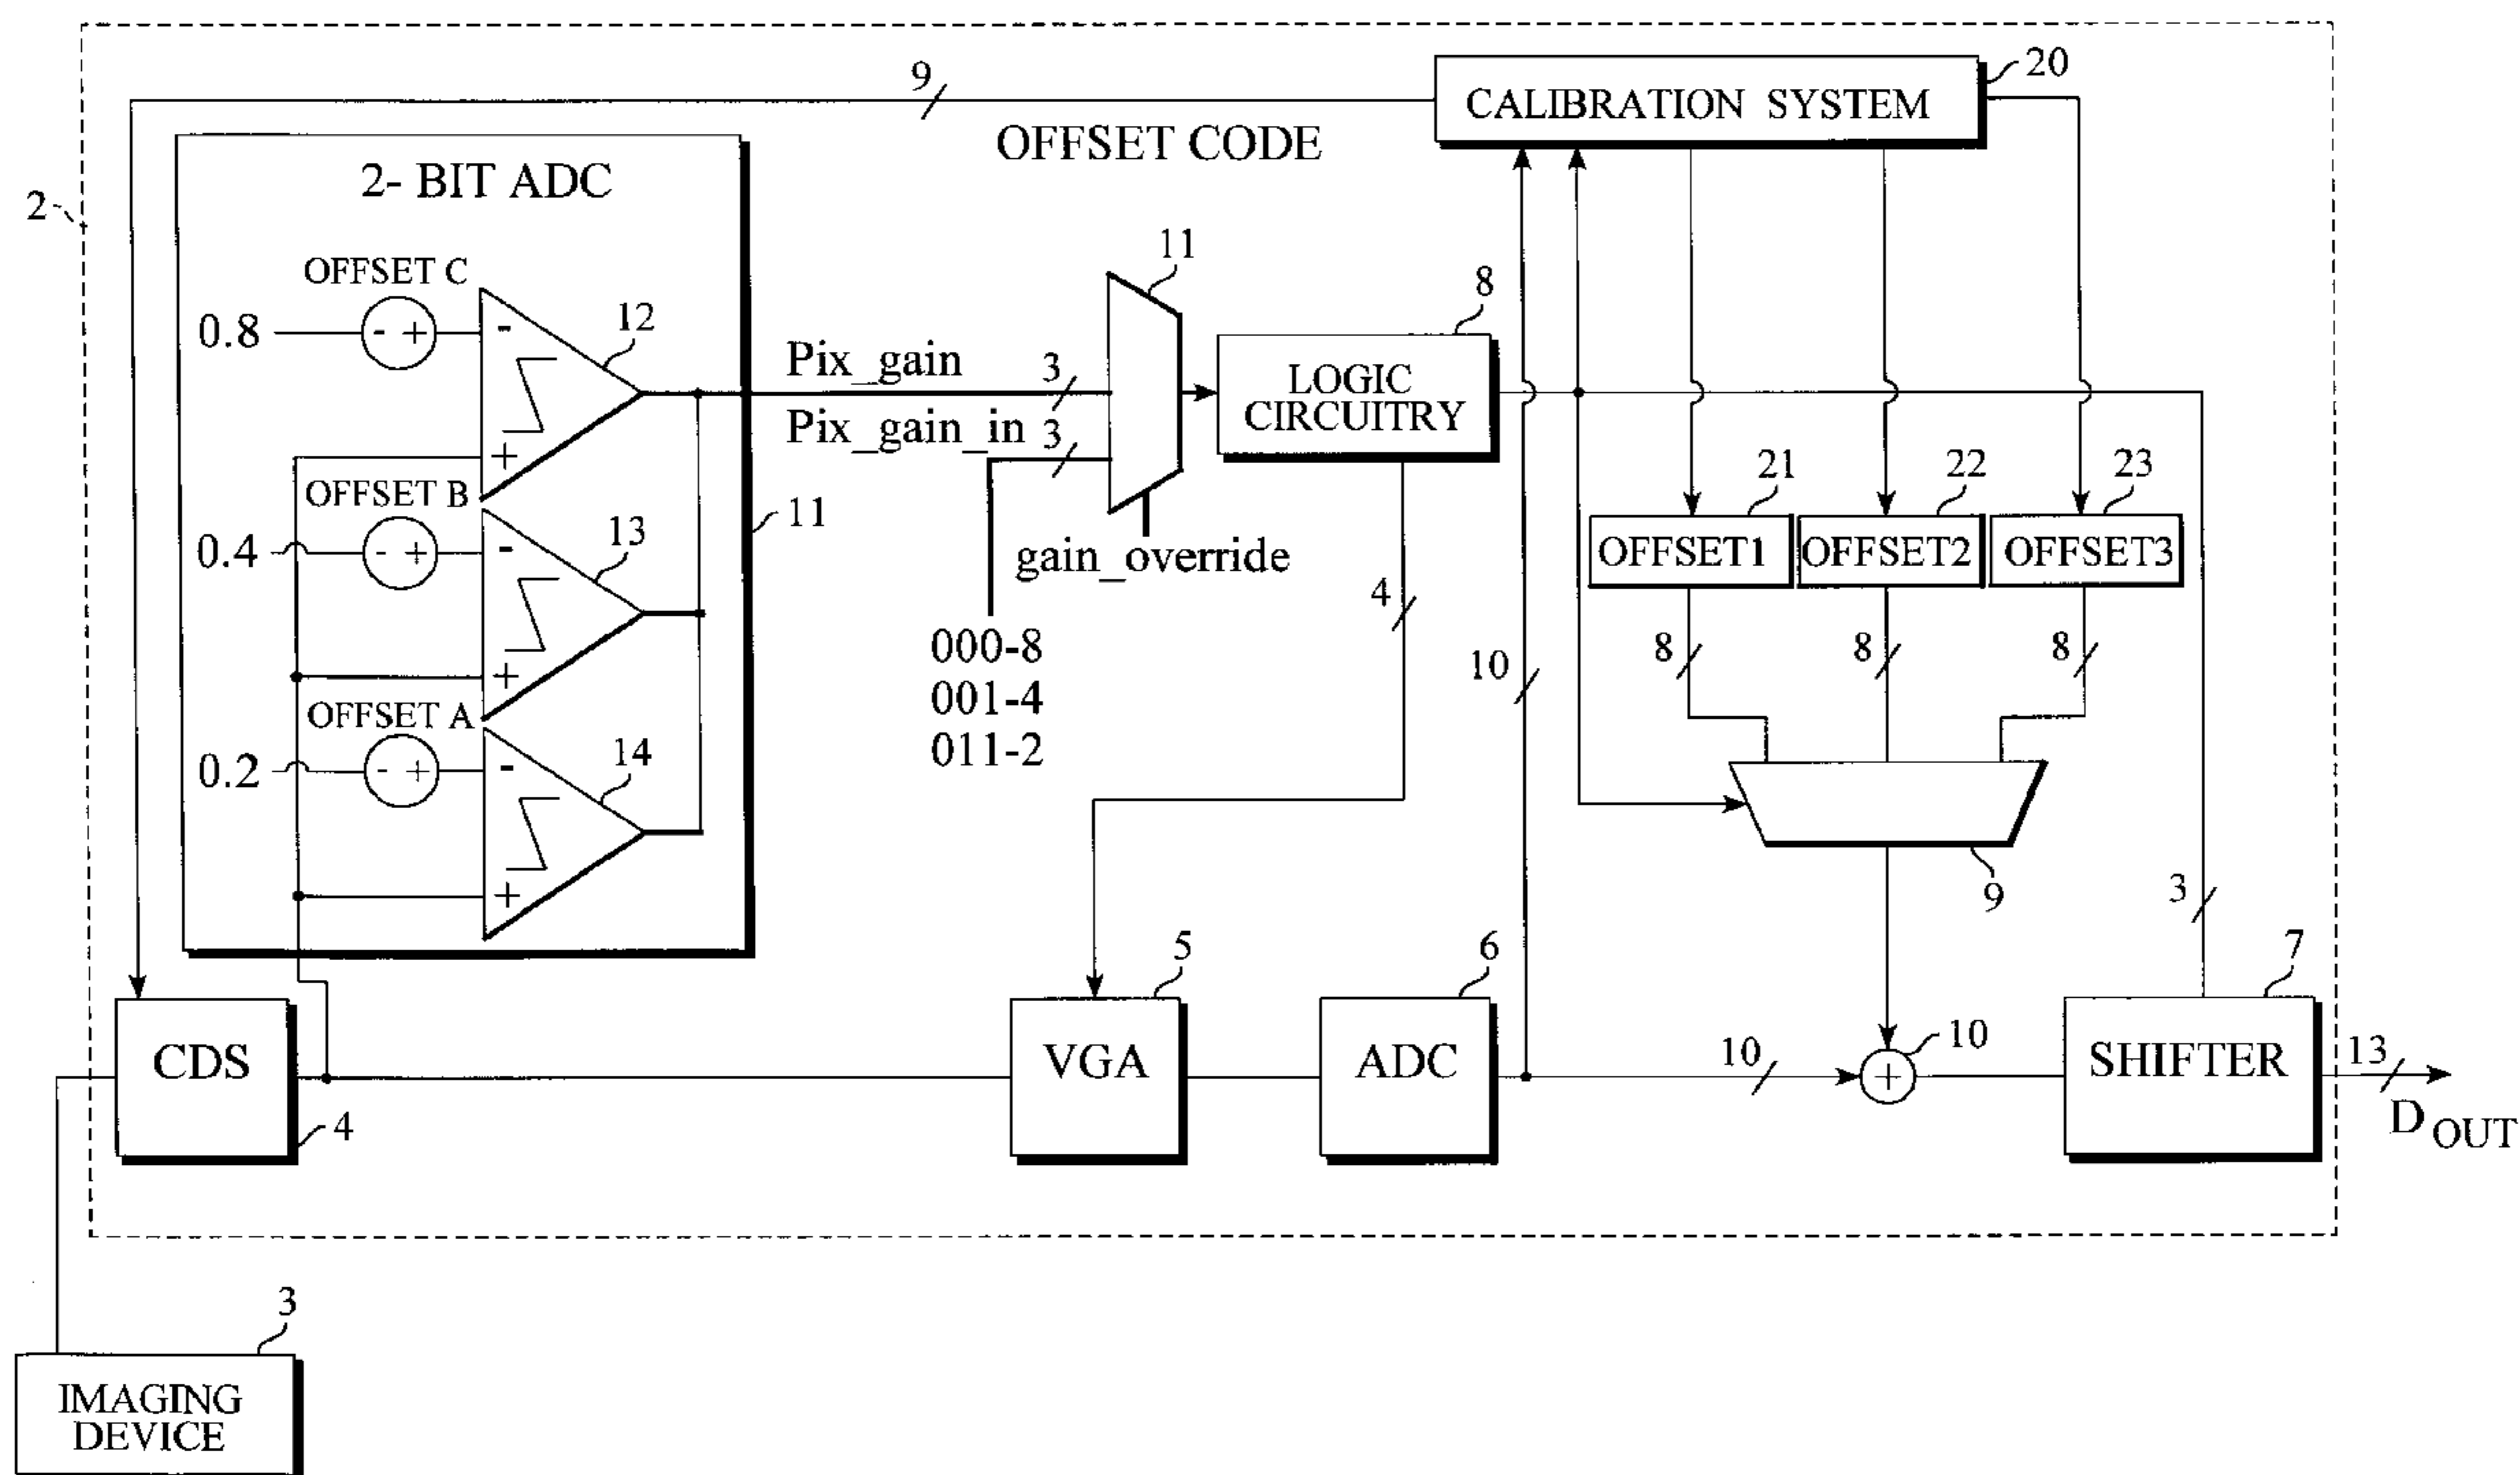 9
20
CALIBRATION SYSTEM
OFFSET CODE
2- BIT ADC
2
OFFSET C
0.8
- +
-
+
12
Pix_gain
3
Pix_gain_in
3
11
8
LOGIC
CIRCUITRY
OFFSET B
0.4
- +
-
+
13
11
gain_override
000-8
001-4
011-2
4
10
21
22
23
OFFSET1
OFFSET2
OFFSET3
8
8
8
OFFSET A
0.2
- +
-
+
14
9
3
CDS
4
5
VGA
6
ADC
10
10
+
7
SHIFTER
13
D OUT
3
IMAGING
DEVICE